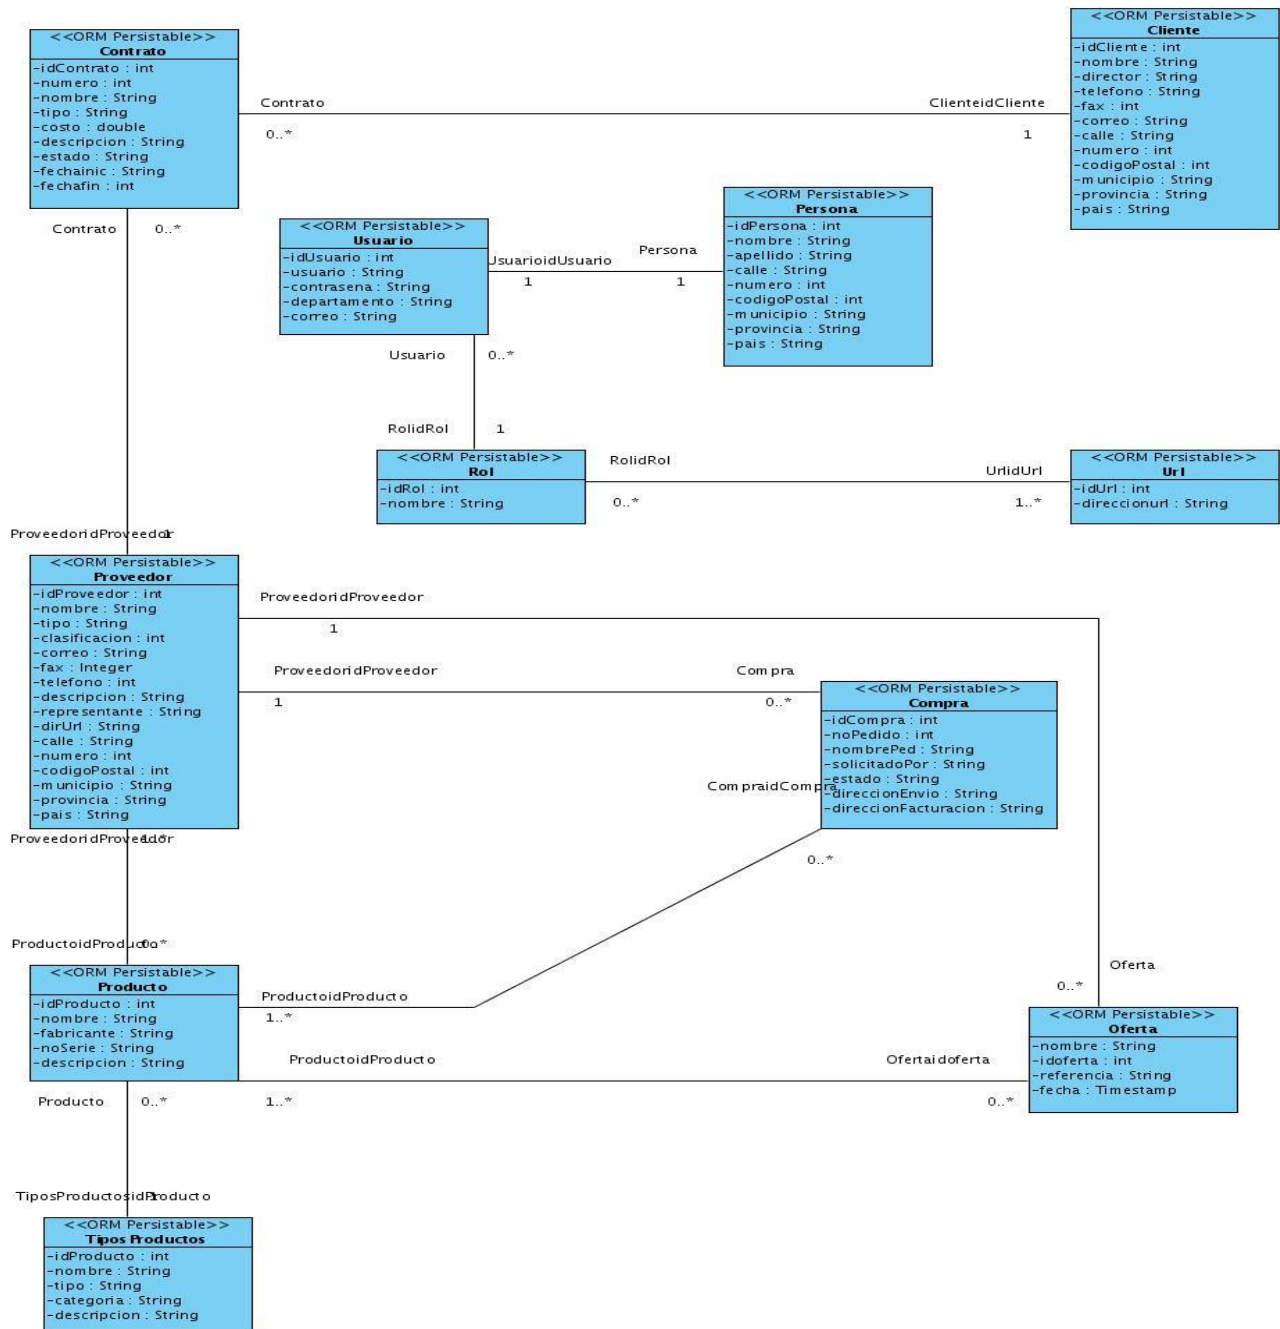 <<ORM Persistable>>
Contrato
-idContrato : int
-numero : int
-nombre : String
-tipo : String
-costo : double
-descripcion : String
-estado : String
-fechainic : String
-fechafin : int
<<ORM Persistable>>
Cliente
-idCliente : int
-nombre : String
-director : String
-telefono : String
-fax : int
-correo : String
-calle : String
-numero : int
-codigoPostal : int
-municipio : String
-provincia : String
-pais : String
Contrato
ClienteidCliente
0..*
1
Contrato
0..*
<<ORM Persistable>>
Usuario
-idUsuario : int
-usuario : String
-contrasena : String
-departamento : String
-correo : String
UsuarioidUsuario
Persona
1
1
<<ORM Persistable>>
Persona
-idPersona : int
-nombre : String
-apellido : String
-calle : String
-numero : int
-codigoPostal : int
-municipio : String
-provincia : String
-pais : String
Usuario
0..*
RolidRol
1
<<ORM Persistable>>
Rol
-idRol : int
-nombre : String
RolidRol
UrlidUrl
0..*
1..*
<<ORM Persistable>>
Url
-idUrl : int
-direccionurl : String
ProveedoridProveedor
1
<<ORM Persistable>>
Proveedor
-idProveedor : int
-nombre : String
-tipo : String
-clasificacion : int
-correo : String
-fax : Integer
-telefono : int
-descripcion : String
-representante : String
-dirUrl : String
-calle : String
-numero : int
-codigoPostal : int
-municipio : String
-provincia : String
-pais : String
ProveedoridProveedor
1
ProveedoridProveedor
Compra
1
0..*
<<ORM Persistable>>
Compra
-idCompra : int
-noPedido : int
-nombrePed : String
-solicitadoPor : String
-estado : String
-direccionEnvio : String
-direccionFacturacion : String
CompraidCompra
0..*
ProveedoridProveedor
1..*
ProductoidProducto
0..*
<<ORM Persistable>>
Producto
-idProducto : int
-nombre : String
-fabricante : String
-noSerie : String
-descripcion : String
ProductoidProducto
1..*
ProductoidProducto
Ofertaidoferta
1..*
0..*
Oferta
0..*
<<ORM Persistable>>
Oferta
-nombre : String
-idoferta : int
-referencia : String
-fecha : Timestamp
Producto
0..*
TiposProductosidProducto
1
<<ORM Persistable>>
Tipos Productos
-idProducto : int
-nombre : String
-tipo : String
-categoria : String
-descripcion : String